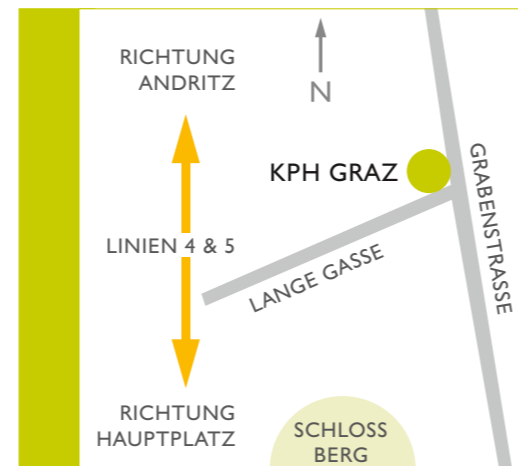 RICHTUNG
ANDRITZ
N
KPH GRAZ
GRABENSTRASSE
LINIEN 4 & 5
LANGE GASSE
RICHTUNG
HAUPTPLATZ
SCHLOSS
BERG